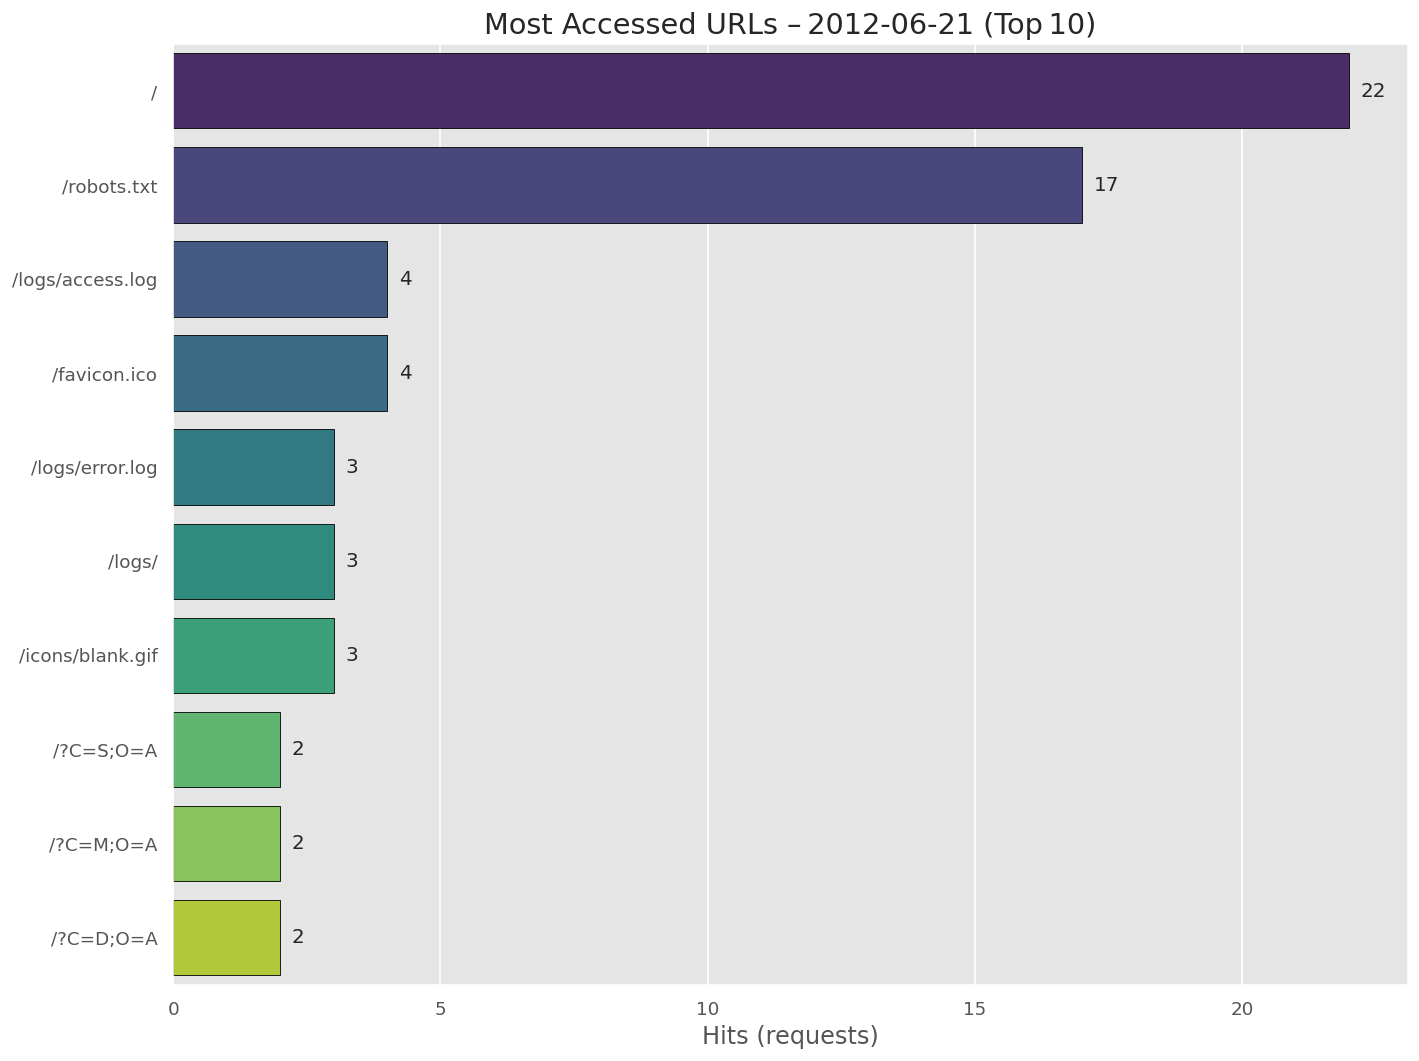 Most Accessed URLs – 2012-06-21 (Top 10)
/ 22
/robots.txt 17
/logs/access.log 4
/favicon.ico 4
/logs/error.log 3
/logs/ 3
/icons/blank.gif 3
/?C=S;O=A 2
/?C=M;O=A 2
/?C=D;O=A 2
0 5 10 15 20
Hits (requests)